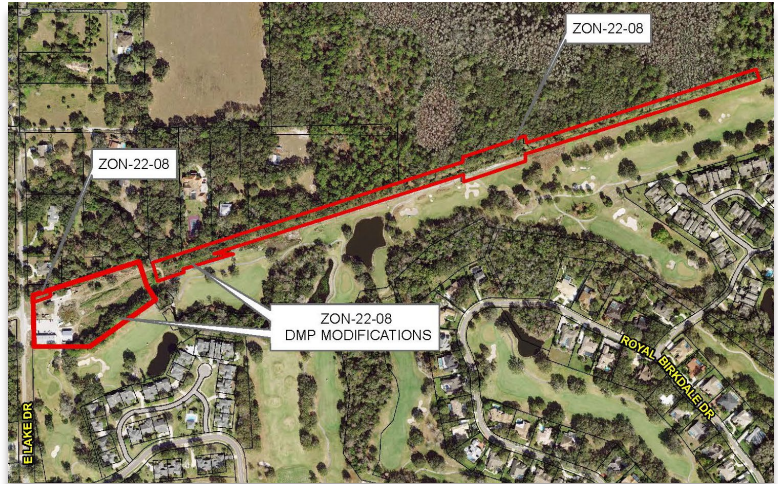 ZON-22-08
ZON-22-08
ZON-22-08
DMP MODIFICATIONS
ROYAL BIRKDALE DR
E LAKE DR